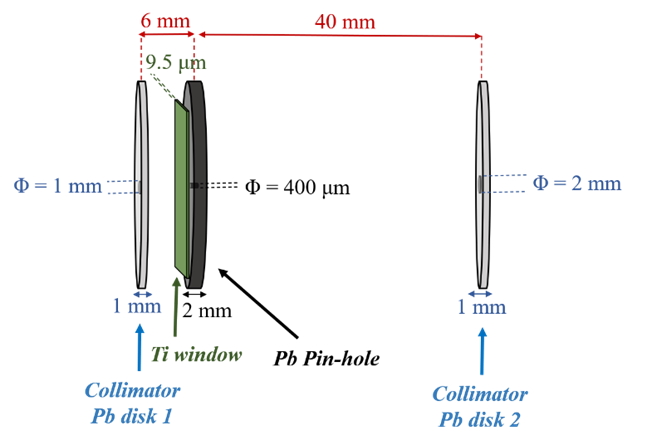 6 mm
40 mm
9.5 μm
Φ = 1 mm
Φ = 400 μm
Φ = 2 mm
1 mm
2 mm
1 mm
Ti window
Pb Pin-hole
Collimator
Pb disk 1
Collimator
Pb disk 2